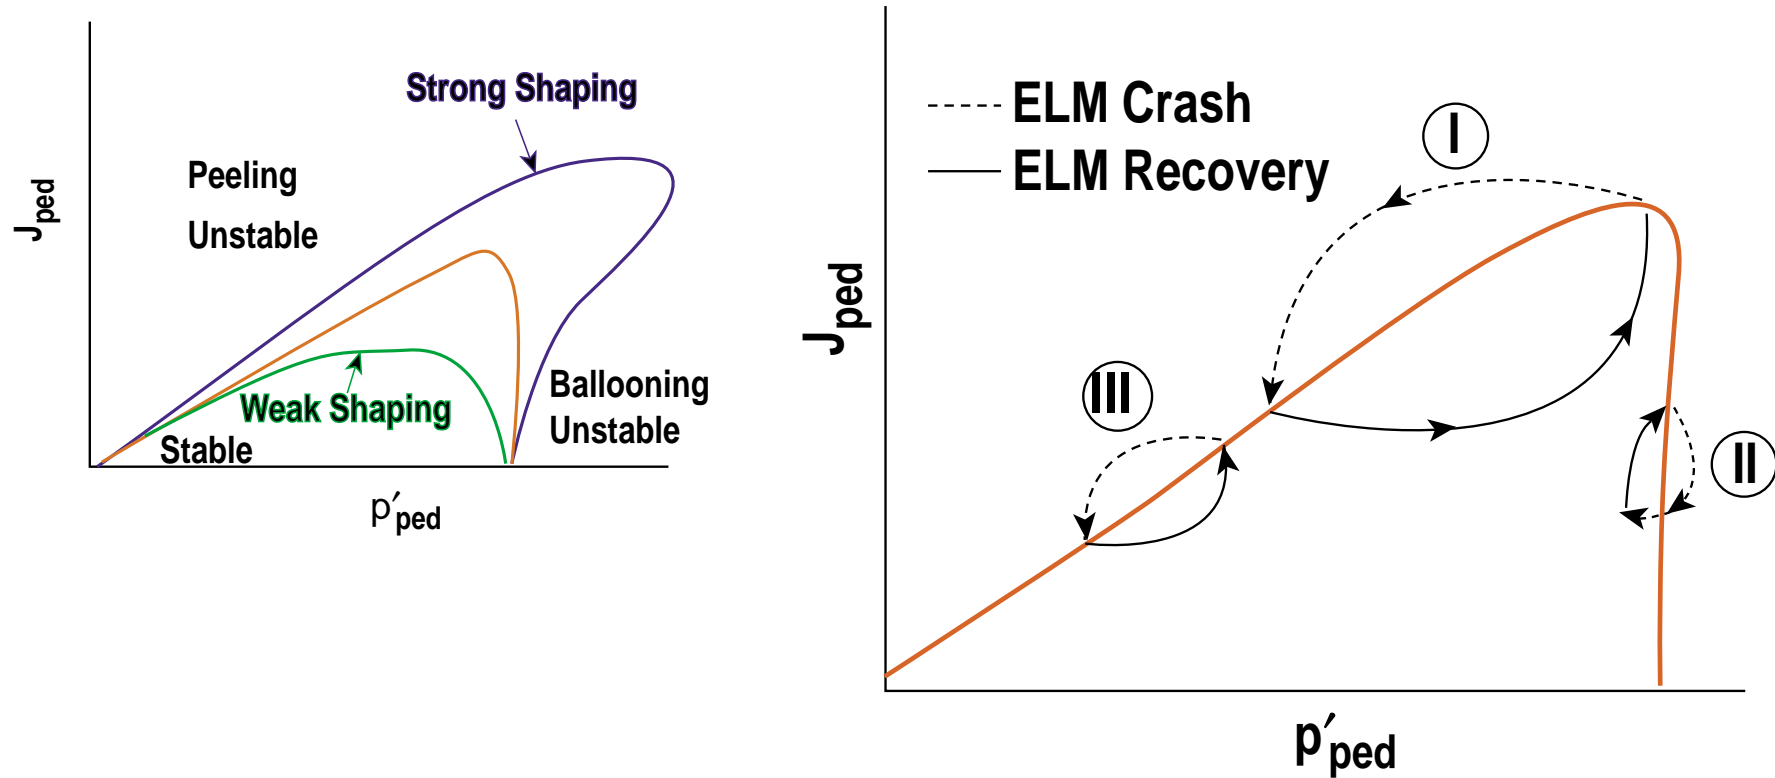 Strong Shaping
Peeling
Unstable
Jped
Weak Shaping
Stable
Ballooning
Unstable
p′ped
ELM Crash
ELM Recovery
I
Jped
III
II
p′ped